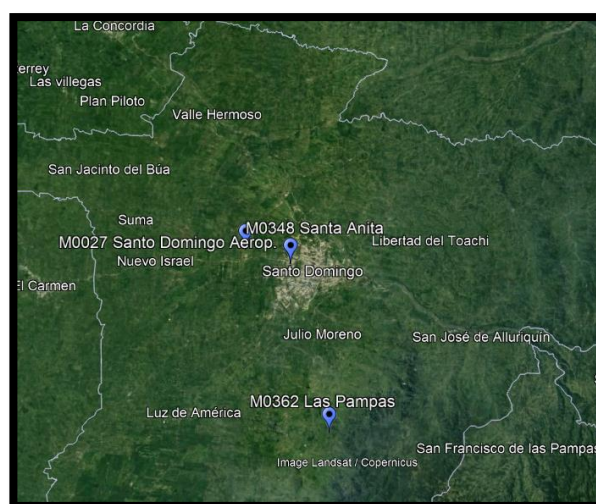 La Concordia
Las villegas
Plan Piloto
Valle Hermoso
San Jacinto del Búa
Suma
M0348 Santa Anita
M0027 Santo Domingo Aerop.
Libertad del Toachi
Nuevo Israel
Santo Domingo
El Carmen
Julio Moreno
San José de Alluriquín
M0362 Las Pampas
Luz de América
San Francisco de las Pampas
Image Landsat / Copernicus